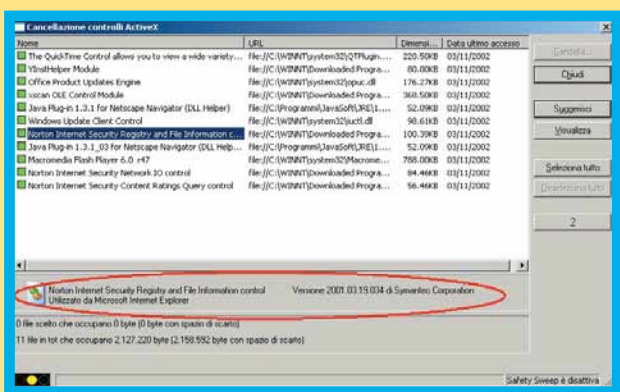 Cancellazione controlli ActiveX
Nome URL Dimensi... Data ultimo accesso
The QuickTime Control allows you to view a wide variety... file://C:\WINNT\system32\QTPlugin.... 220.50KB 03/11/2002
YInstHelper Module file://C:\WINNT\Downloaded Progra... 80.00KB 03/11/2002
Office Product Updates Engine file://C:\WINNT\system32\opuc.dll 176.27KB 03/11/2002
xscan OLE Control Module file://C:\WINNT\Downloaded Progra... 360.50KB 03/11/2002
Java Plug-in 1.3.1 for Netscape Navigator (DLL Helper) file://C:\Programmi\JavaSoft\JRE\1.... 52.09KB 03/11/2002
Windows Update Client Control file://C:\WINNT\system32\iuctl.dll 98.61KB 03/11/2002
Norton Internet Security Registry and File Information c... file://C:\WINNT\Downloaded Progra... 100.39KB 03/11/2002
Java Plug-in 1.3.1_03 for Netscape Navigator (DLL Help... file://C:\Programmi\JavaSoft\JRE\1.... 52.09KB 03/11/2002
Macromedia Flash Player 6.0 r47 file://C:\WINNT\system32\Macrome... 788.00KB 03/11/2002
Norton Internet Security Network IO control file://C:\WINNT\Downloaded Progra... 84.46KB 03/11/2002
Norton Internet Security Content Ratings Query control file://C:\WINNT\Downloaded Progra... 56.46KB 03/11/2002
Cancella...
Chiudi
Suggerisci
Visualizza
Seleziona tutto
Deseleziona tutto
2
Norton Internet Security Registry and File Information control Versione 2001.03.19.034 di Symantec Corporation
Utilizzato da Microsoft Internet Explorer
0 file scelto che occupano 0 byte (0 byte con spazio di scarto)
11 file in tot che occupano 2.127.220 byte (2.158.592 byte con spazio di scarto)
Safety Sweep è disattiva